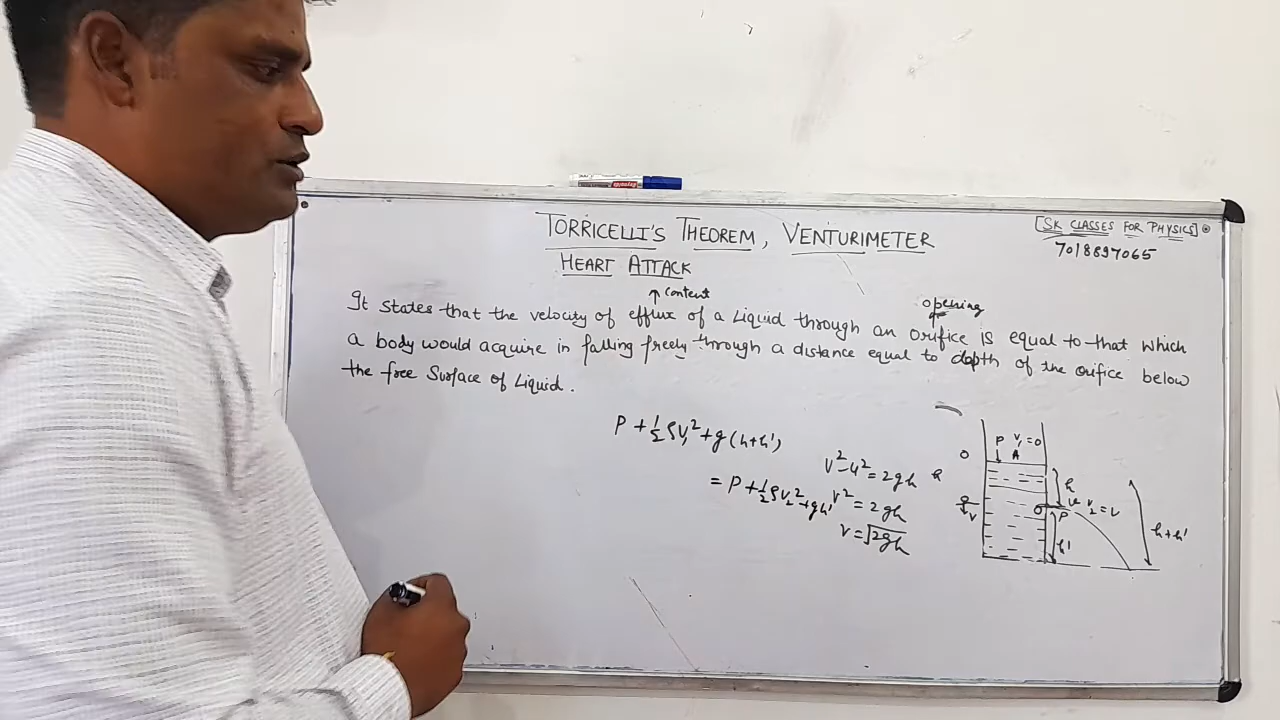 TORRICELLI'S THEOREM, VENTURIMETER
HEART ATTACK
[SK CLASSES FOR PHYSICS]
7018897065
content
opening
It states that the velocity of efflux of a Liquid through an Orifice is equal to that which
a body would acquire in falling freely through a distance equal to depth of the orifice below
the free Surface of Liquid.
P + ½ρv₁² + g(h+h')
= P + ½ρv₂² + gh'
v² - u² = 2gh
v² = 2gh
v = √2gh
h
P v₁=0
A
O
h
v₂=v
O
P
h'
h+h'